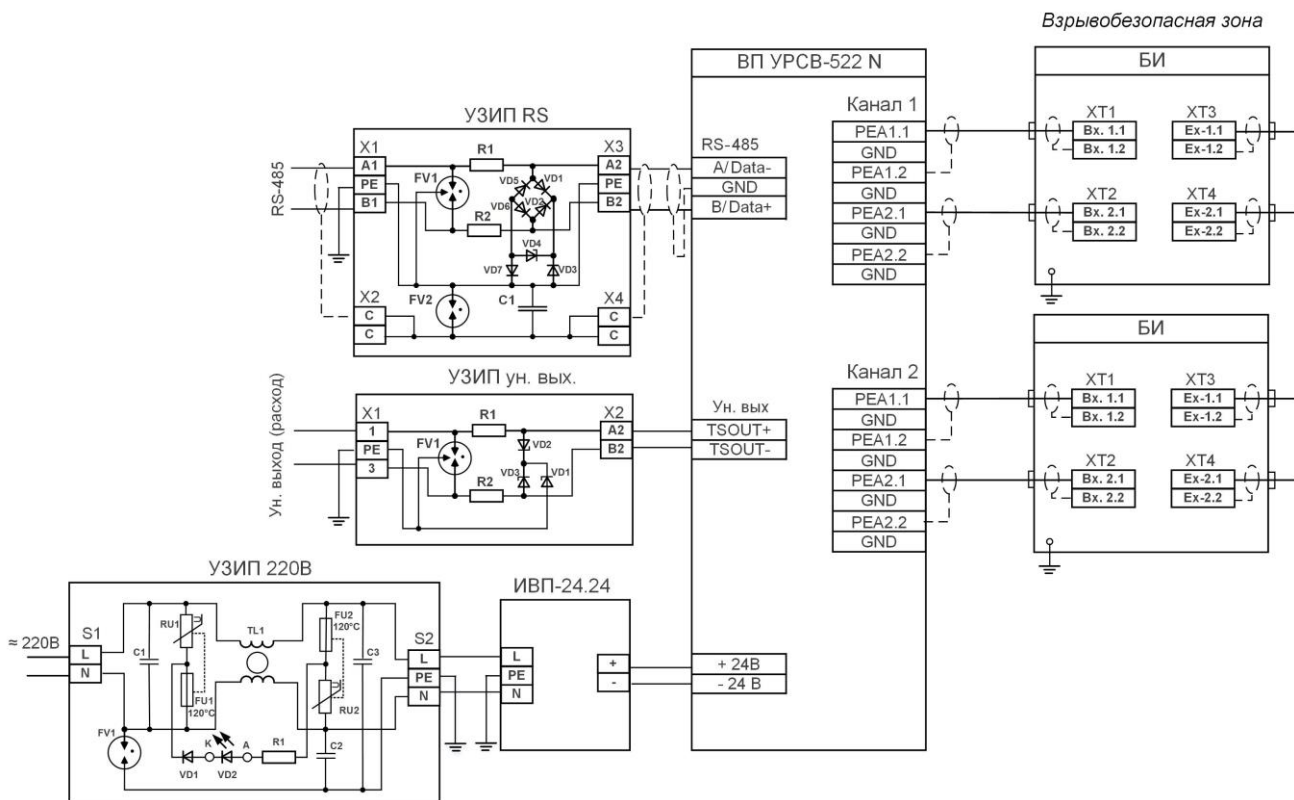 Взрывобезопасная зона
ВП УРСВ-522 N
БИ
Канал 1
PEA1.1
GND
PEA1.2
GND
PEA2.1
GND
PEA2.2
GND
XT1
Вх. 1.1
Вх. 1.2
XT3
Ex-1.1
Ex-1.2
XT2
Вх. 2.1
Вх. 2.2
XT4
Ex-2.1
Ex-2.2
УЗИП RS
RS-485
X1
A1
PE
B1
X2
C
C
R1
FV1
R2
VD5
VD1
VD6
VD2
VD4
VD7
VD3
FV2
C1
X3
A2
PE
B2
X4
C
C
RS-485
A/Data-
GND
B/Data+
БИ
Канал 2
PEA1.1
GND
PEA1.2
GND
PEA2.1
GND
PEA2.2
GND
XT1
Вх. 1.1
Вх. 1.2
XT3
Ex-1.1
Ex-1.2
XT2
Вх. 2.1
Вх. 2.2
XT4
Ex-2.1
Ex-2.2
УЗИП ун. вых.
Ун. выход (расход)
X1
1
PE
3
R1
FV1
R2
VD2
VD3
VD1
X2
A2
B2
Ун. вых
TSOUT+
TSOUT-
УЗИП 220В
≈ 220В
S1
L
N
C1
RU1
U
FU1
120°C
TL1
FU2
120°C
RU2
U
C3
C2
FV1
K
A
R1
VD1
VD2
S2
L
PE
N
ИВП-24.24
L
PE
N
+
-
+ 24В
- 24 В